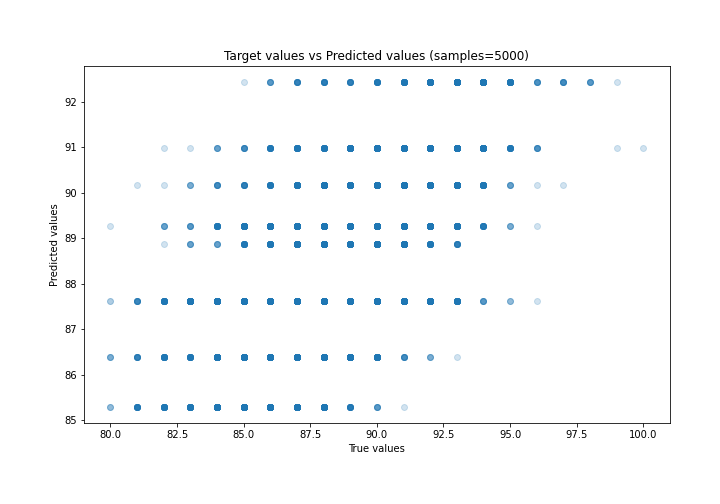 Target values vs Predicted values (samples=5000)
92
91
90
89
88
87
86
85
Predicted values
80.0 82.5 85.0 87.5 90.0 92.5 95.0 97.5 100.0
True values